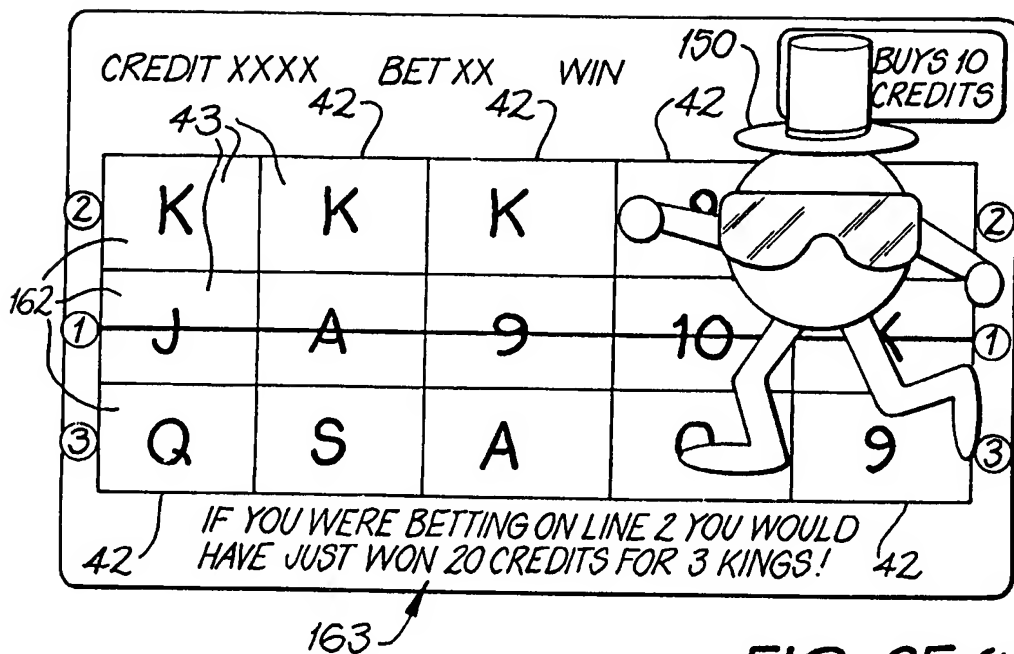 150
BUYS 10
CREDITS
CREDIT XXXX BET XX WIN
43 42 42 42
2 K K K 2
162
1 J A 9 10 K 1
3 Q S A 9 3
IF YOU WERE BETTING ON LINE 2 YOU WOULD
HAVE JUST WON 20 CREDITS FOR 3 KINGS!
42 42
163